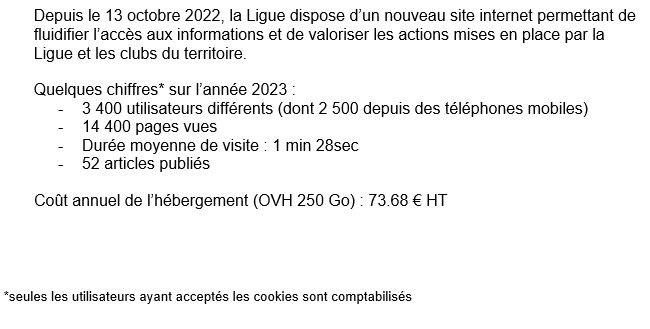 Depuis le 13 octobre 2022, la Ligue dispose d’un nouveau site internet permettant de
fluidifier l’accès aux informations et de valoriser les actions mises en place par la
Ligue et les clubs du territoire.
Quelques chiffres* sur l’année 2023 :
- 3 400 utilisateurs différents (dont 2 500 depuis des téléphones mobiles)
- 14 400 pages vues
- Durée moyenne de visite : 1 min 28sec
- 52 articles publiés
Coût annuel de l’hébergement (OVH 250 Go) : 73.68 € HT
*seules les utilisateurs ayant acceptés les cookies sont comptabilisés